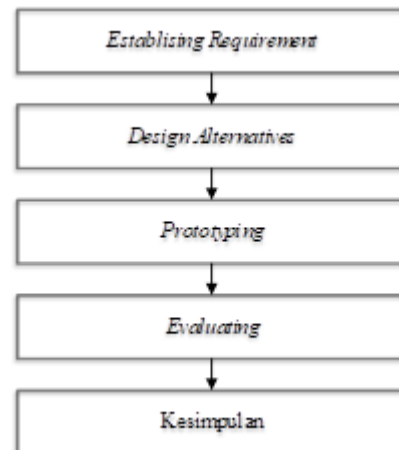 Establising Requirement
Design Alternatives
Prototyping
Evaluating
Kesimpulan